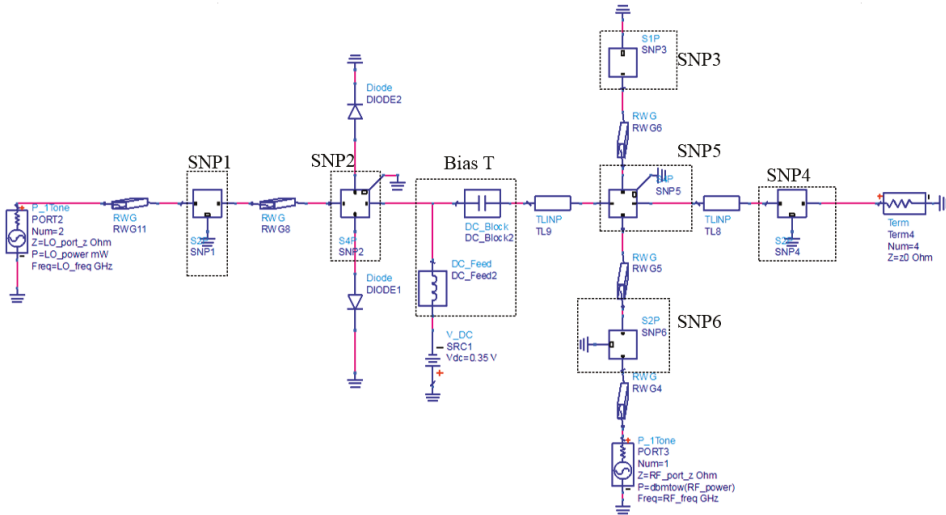 S1P
SNP3
SNP3
RWG
RWG6
Diode
DIODE2
SNP1
SNP2
Bias T
SNP5
SNP4
SNP5
P_1Tone
PORT2
Num=2
Z=LO_port_z Ohm
P=LO_power mW
Freq=LO_freq GHz
RWG
RWG11
SNP1
RWG
RWG8
S4P
SNP2
DC_Block
DC_Block2
TLINP
TL9
TLINP
TL8
SNP4
Term
Term4
Num=4
Z=z0 Ohm
Diode
DIODE1
DC_Feed
DC_Feed2
V_DC
SRC1
Vdc=0.35 V
RWG
RWG5
S2P
SNP6
SNP6
RWG
RWG4
P_1Tone
PORT3
Num=1
Z=RF_port_z Ohm
P=dbmtow(RF_power)
Freq=RF_freq GHz